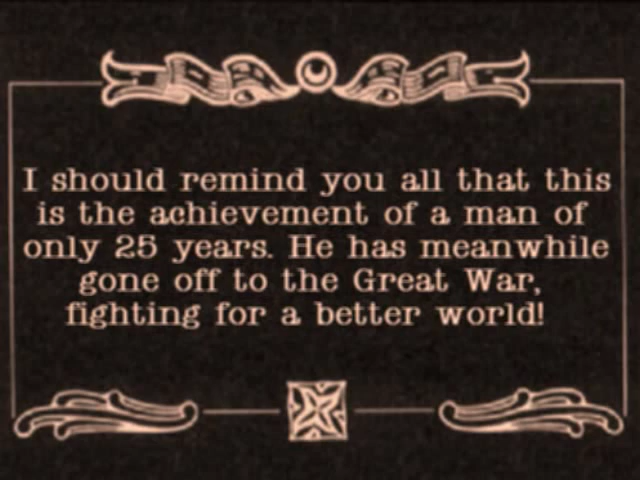 I should remind you all that this
is the achievement of a man of
only 25 years. He has meanwhile
gone off to the Great War,
fighting for a better world!